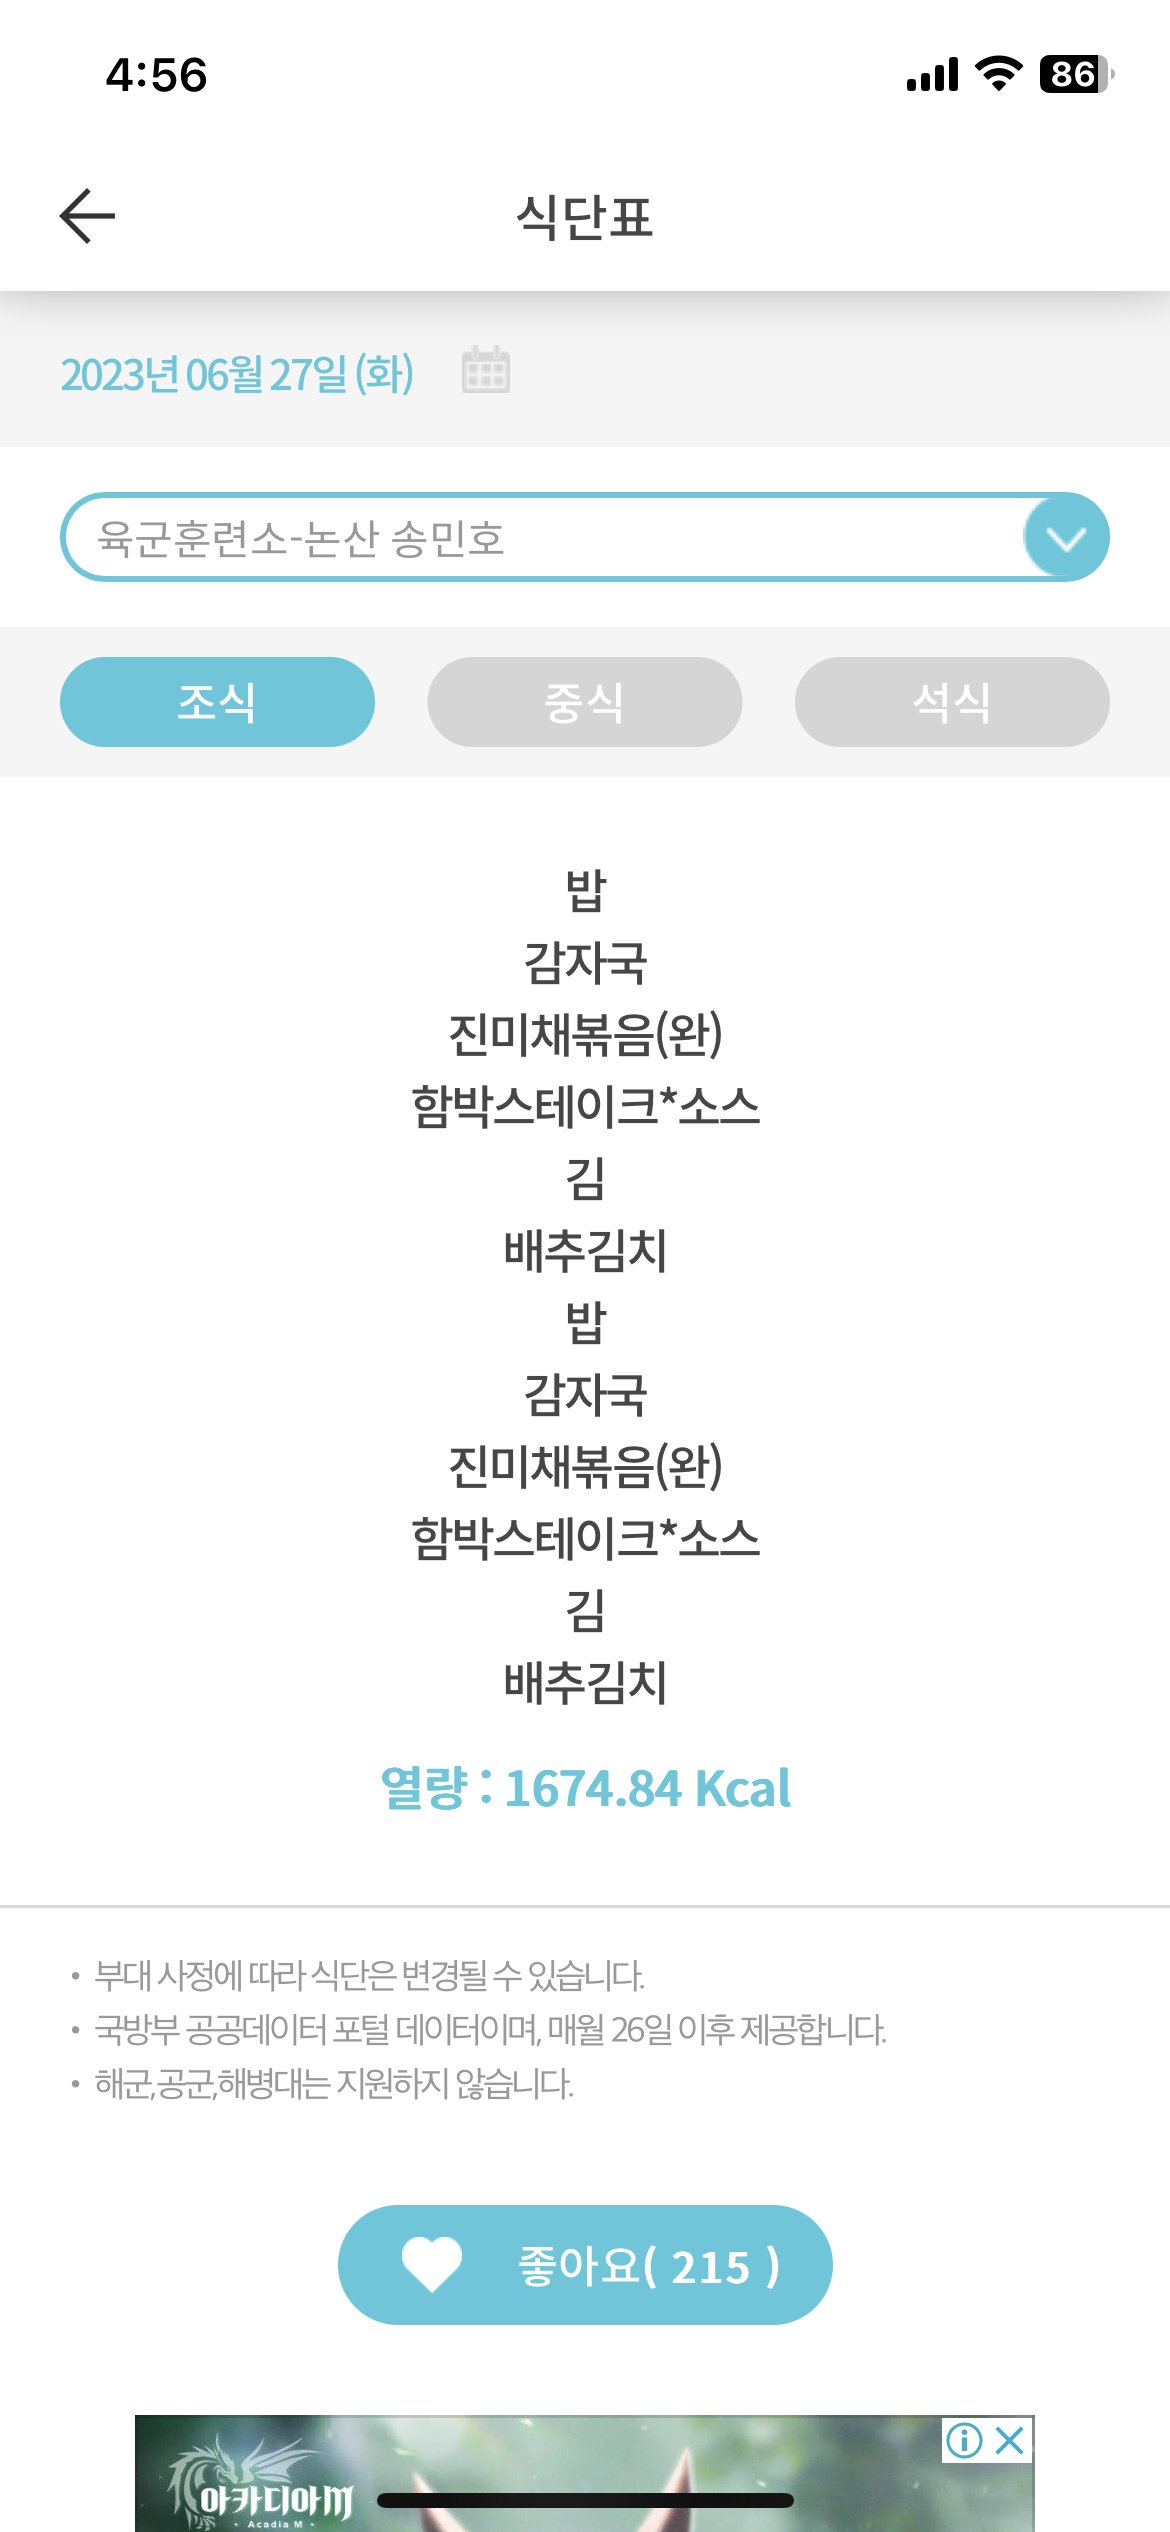 4:56
86
식단표
2023년 06월 27일 (화)
육군훈련소-논산 송민호
조식 중식 석식
밥
감자국
진미채볶음(완)
함박스테이크*소스
김
배추김치
밥
감자국
진미채볶음(완)
함박스테이크*소스
김
배추김치
열량 : 1674.84 Kcal
• 부대 사정에 따라 식단은 변경될 수 있습니다.
• 국방부 공공데이터 포털 데이터이며, 매월 26일 이후 제공합니다.
• 해군,공군,해병대는 지원하지 않습니다.
좋아요( 215 )
아카디아M
- Acadia M -